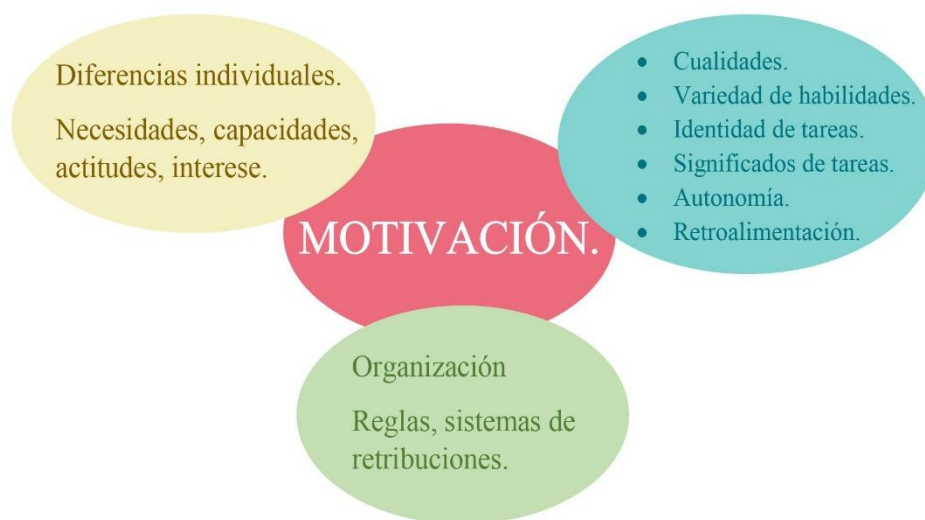 Diferencias individuales.
Necesidades, capacidades,
actitudes, interese.
• Cualidades.
• Variedad de habilidades.
• Identidad de tareas.
• Significados de tareas.
• Autonomía.
• Retroalimentación.
MOTIVACIÓN.
Organización
Reglas, sistemas de
retribuciones.